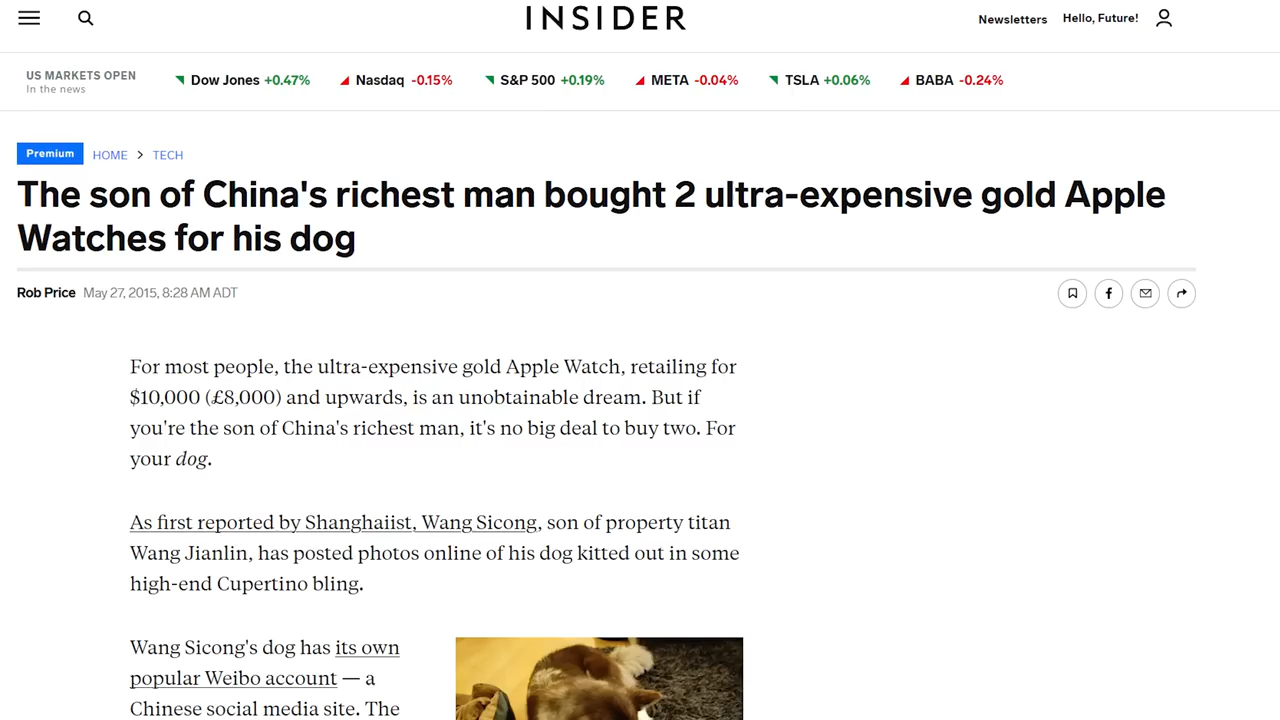 INSIDER
Newsletters
Hello, Future!
US MARKETS OPEN
In the news
Dow Jones +0.47%
Nasdaq -0.15%
S&P 500 +0.19%
META -0.04%
TSLA +0.06%
BABA -0.24%
Premium
HOME > TECH
The son of China's richest man bought 2 ultra-expensive gold Apple
Watches for his dog
Rob Price May 27, 2015, 8:28 AM ADT
For most people, the ultra-expensive gold Apple Watch, retailing for
$10,000 (£8,000) and upwards, is an unobtainable dream. But if
you're the son of China's richest man, it's no big deal to buy two. For
your dog.
As first reported by Shanghaiist, Wang Sicong, son of property titan
Wang Jianlin, has posted photos online of his dog kitted out in some
high-end Cupertino bling.
Wang Sicong's dog has its own
popular Weibo account — a
Chinese social media site. The